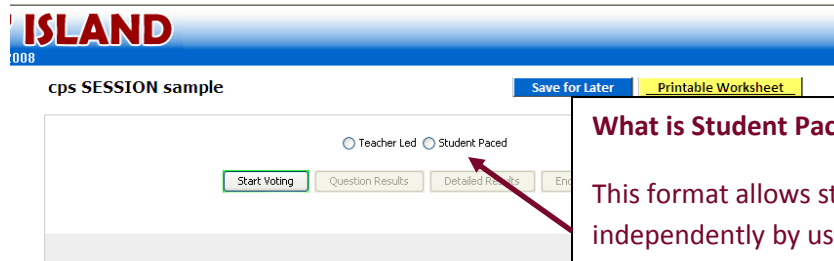 ISLAND
008
cps SESSION sample
Save for Later
Printable Worksheet
What is Student Pac
Teacher Led
Student Paced
Start Voting
Question Results
Detailed Results
This format allows st
independently by us